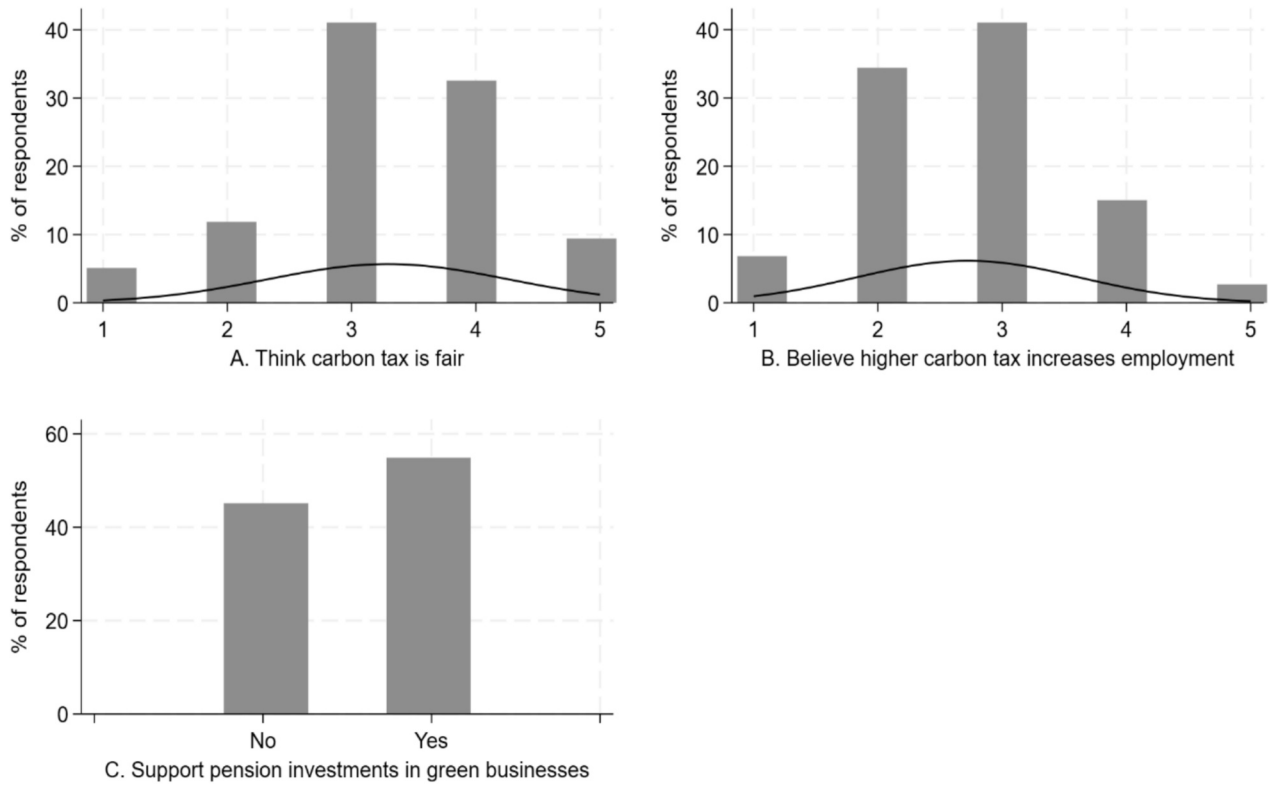 % of respondents
40
30
20
10
0
1 2 3 4 5
A. Think carbon tax is fair
% of respondents
40
30
20
10
0
1 2 3 4 5
B. Believe higher carbon tax increases employment
% of respondents
60
40
20
0
No Yes
C. Support pension investments in green businesses